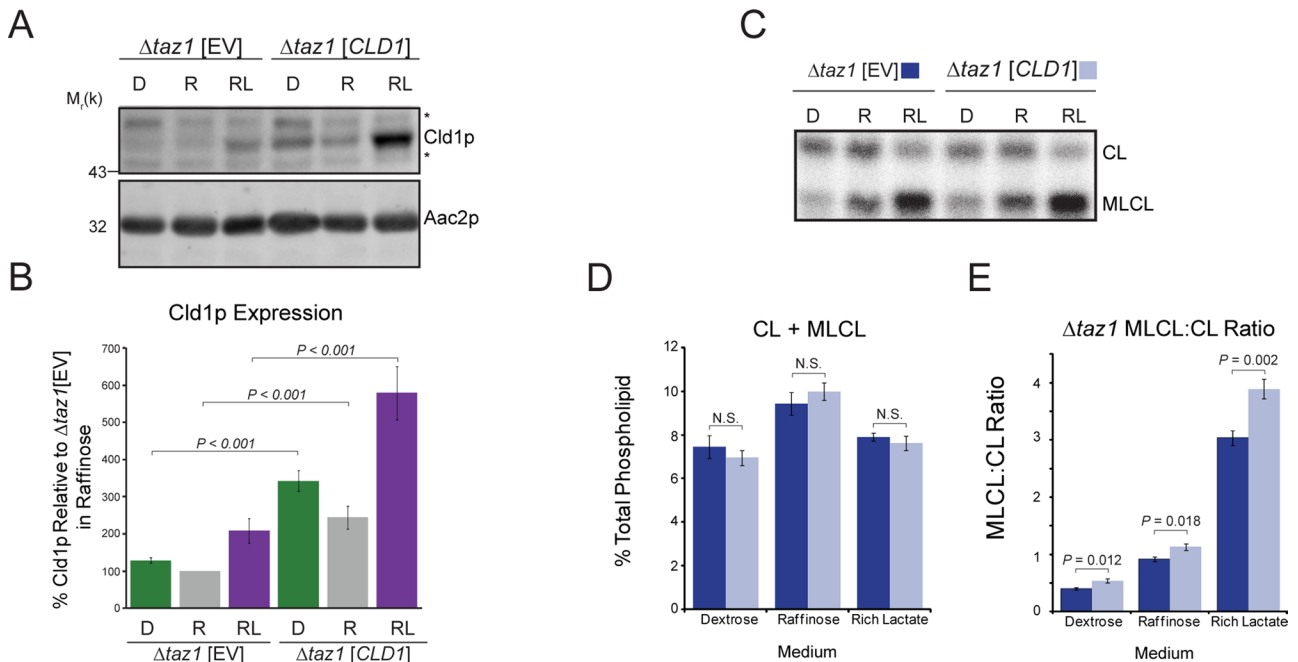 A
Δtaz1 [EV] Δtaz1 [CLD1]
D R RL D R RL
Mr(k)
*
Cld1p
*
43
32
Aac2p
B
Cld1p Expression
% Cld1p Relative to Δtaz1[EV]
in Raffinose
700
600
500
400
300
200
100
0
P < 0.001
P < 0.001
P < 0.001
D R RL D R RL
Δtaz1 [EV] Δtaz1 [CLD1]
C
Δtaz1 [EV] Δtaz1 [CLD1]
D R RL D R RL
CL
MLCL
D
CL + MLCL
% Total Phospholipid
12
10
8
6
4
2
0
N.S.
N.S.
N.S.
Dextrose Raffinose Rich Lactate
Medium
E
Δtaz1 MLCL:CL Ratio
MLCL:CL Ratio
4
3
2
1
0
P = 0.012
P = 0.018
P = 0.002
Dextrose Raffinose Rich Lactate
Medium